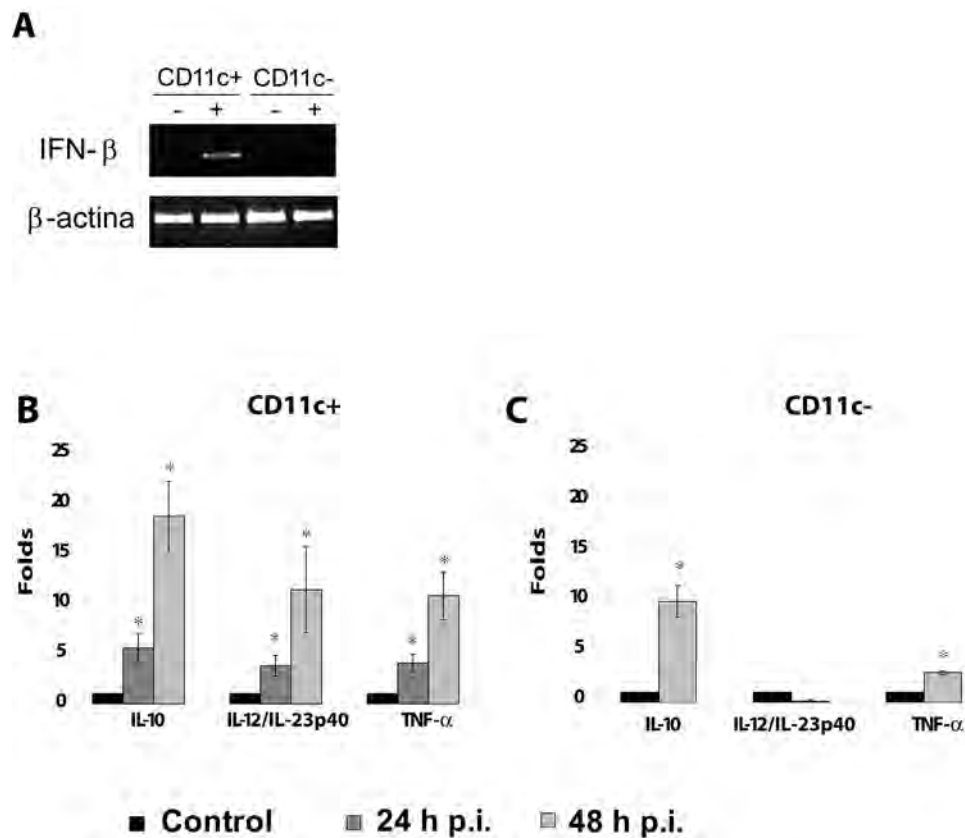 A
CD11c+ CD11c-
- + - +
IFN- β
β-actina
B CD11c+
Folds
25
20
15
10
5
0
* * * * * *
IL-10 IL-12/IL-23p40 TNF-α
C CD11c-
Folds
25
20
15
10
5
0
* * *
IL-10 IL-12/IL-23p40 TNF-α
Control 24 h p.i. 48 h p.i.